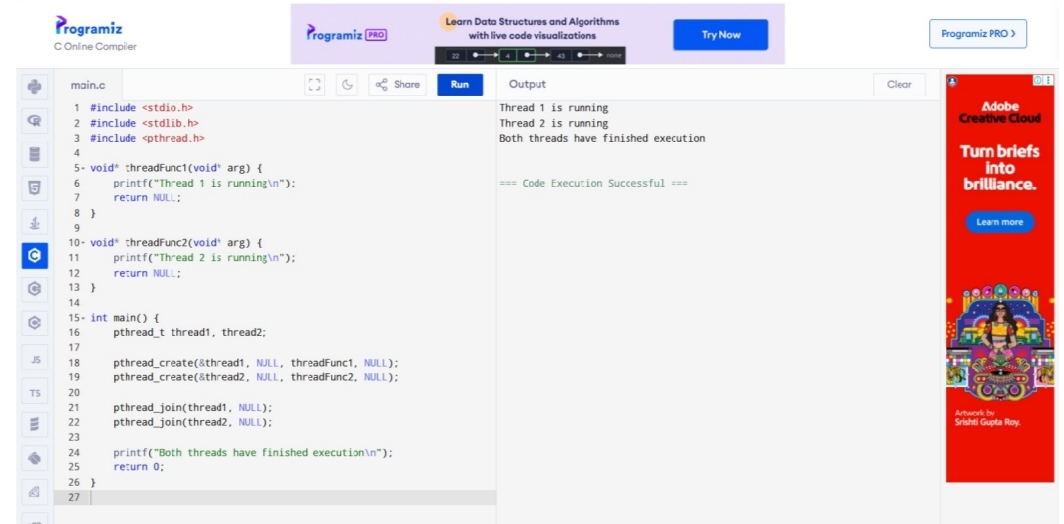 Programiz
C Online Compiler
Programiz PRO
Learn Data Structures and Algorithms
with live code visualizations
22 4 43 none
Try Now
Programiz PRO >
main.c
Share
Run
Output
Clear
1 #include <stdio.h>
2 #include <stdlib.h>
3 #include <pthread.h>
4
5- void* threadFunc1(void* arg) {
6 printf("Thread 1 is running\n");
7 return NULL;
8 }
9
10- void* threadFunc2(void* arg) {
11 printf("Thread 2 is running\n");
12 return NULL;
13 }
14
15- int main() {
16 pthread_t thread1, thread2;
17
18 pthread_create(&thread1, NULL, threadFunc1, NULL);
19 pthread_create(&thread2, NULL, threadFunc2, NULL);
20
21 pthread_join(thread1, NULL);
22 pthread_join(thread2, NULL);
23
24 printf("Both threads have finished execution\n");
25 return 0;
26 }
27
Thread 1 is running
Thread 2 is running
Both threads have finished execution
=== Code Execution Successful ===
JS
TS
Adobe
Creative Cloud
Turn briefs
into
brilliance.
Learn more
Artwork by
Srishti Gupta Roy.